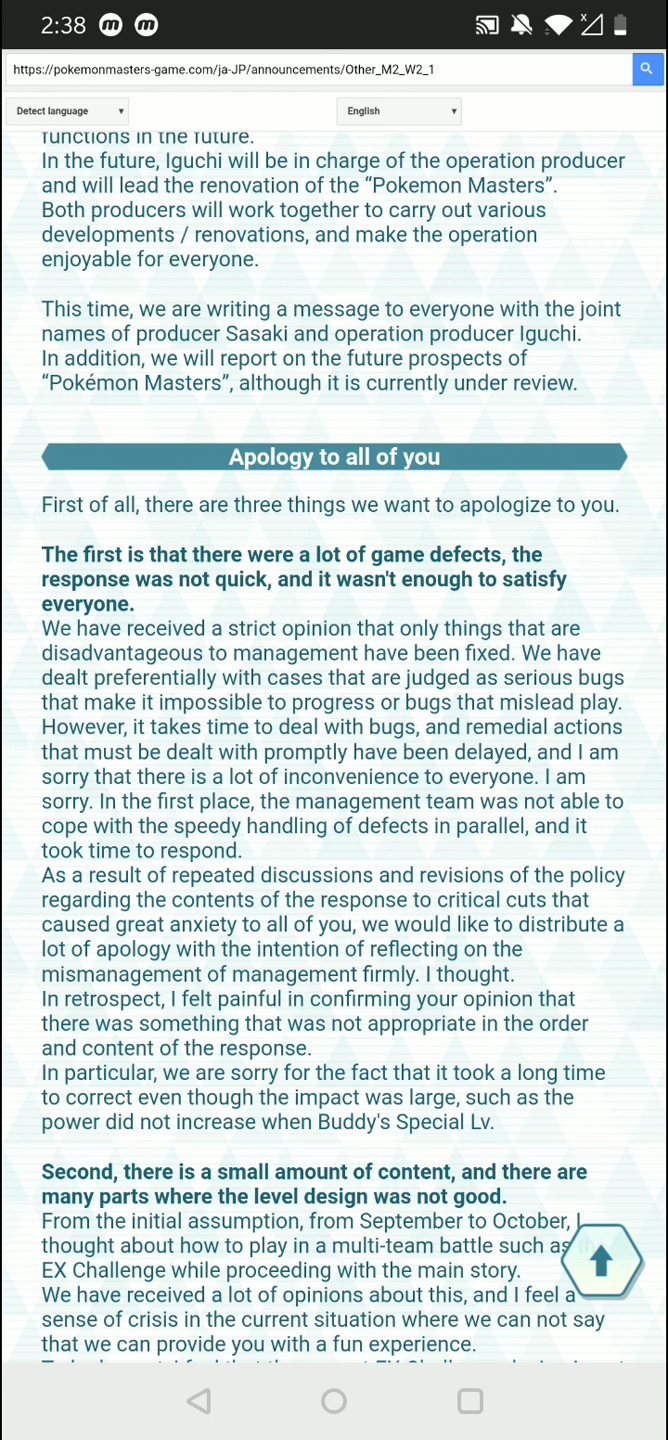 2:38
https://pokemonmasters-game.com/ja-JP/announcements/Other_M2_W2_1
Detect language
English
functions in the future.
In the future, Iguchi will be in charge of the operation producer
and will lead the renovation of the “Pokemon Masters”.
Both producers will work together to carry out various
developments / renovations, and make the operation
enjoyable for everyone.
This time, we are writing a message to everyone with the joint
names of producer Sasaki and operation producer Iguchi.
In addition, we will report on the future prospects of
“Pokémon Masters”, although it is currently under review.
Apology to all of you
First of all, there are three things we want to apologize to you.
The first is that there were a lot of game defects, the
response was not quick, and it wasn't enough to satisfy
everyone.
We have received a strict opinion that only things that are
disadvantageous to management have been fixed. We have
dealt preferentially with cases that are judged as serious bugs
that make it impossible to progress or bugs that mislead play.
However, it takes time to deal with bugs, and remedial actions
that must be dealt with promptly have been delayed, and I am
sorry that there is a lot of inconvenience to everyone. I am
sorry. In the first place, the management team was not able to
cope with the speedy handling of defects in parallel, and it
took time to respond.
As a result of repeated discussions and revisions of the policy
regarding the contents of the response to critical cuts that
caused great anxiety to all of you, we would like to distribute a
lot of apology with the intention of reflecting on the
mismanagement of management firmly. I thought.
In retrospect, I felt painful in confirming your opinion that
there was something that was not appropriate in the order
and content of the response.
In particular, we are sorry for the fact that it took a long time
to correct even though the impact was large, such as the
power did not increase when Buddy's Special Lv.
Second, there is a small amount of content, and there are
many parts where the level design was not good.
From the initial assumption, from September to October, I
thought about how to play in a multi-team battle such as
EX Challenge while proceeding with the main story.
We have received a lot of opinions about this, and I feel a
sense of crisis in the current situation where we can not say
that we can provide you with a fun experience.